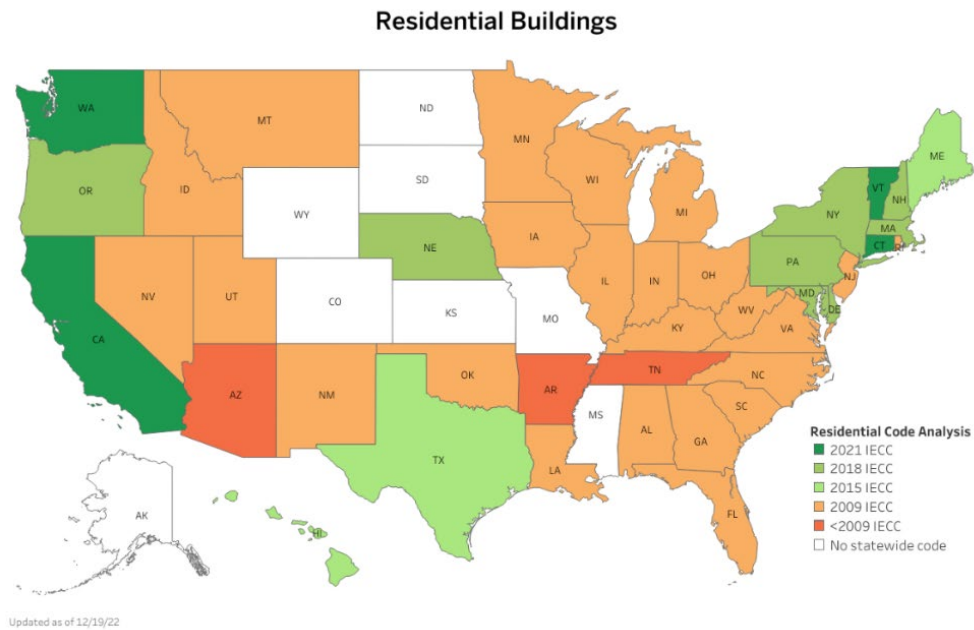 Residential Buildings
WA
MT
ND
MN
ME
OR
ID
SD
WI
VT
NH
WY
MI
NY
MA
NE
IA
CT
RI
PA
NV
UT
CO
IL
IN
OH
NJ
KS
MO
WV
MD
DE
CA
KY
VA
AZ
NM
OK
AR
TN
NC
MS
SC
AL
GA
TX
LA
FL
AK
HI
Residential Code Analysis
2021 IECC
2018 IECC
2015 IECC
2009 IECC
<2009 IECC
No statewide code
Updated as of 12/19/22